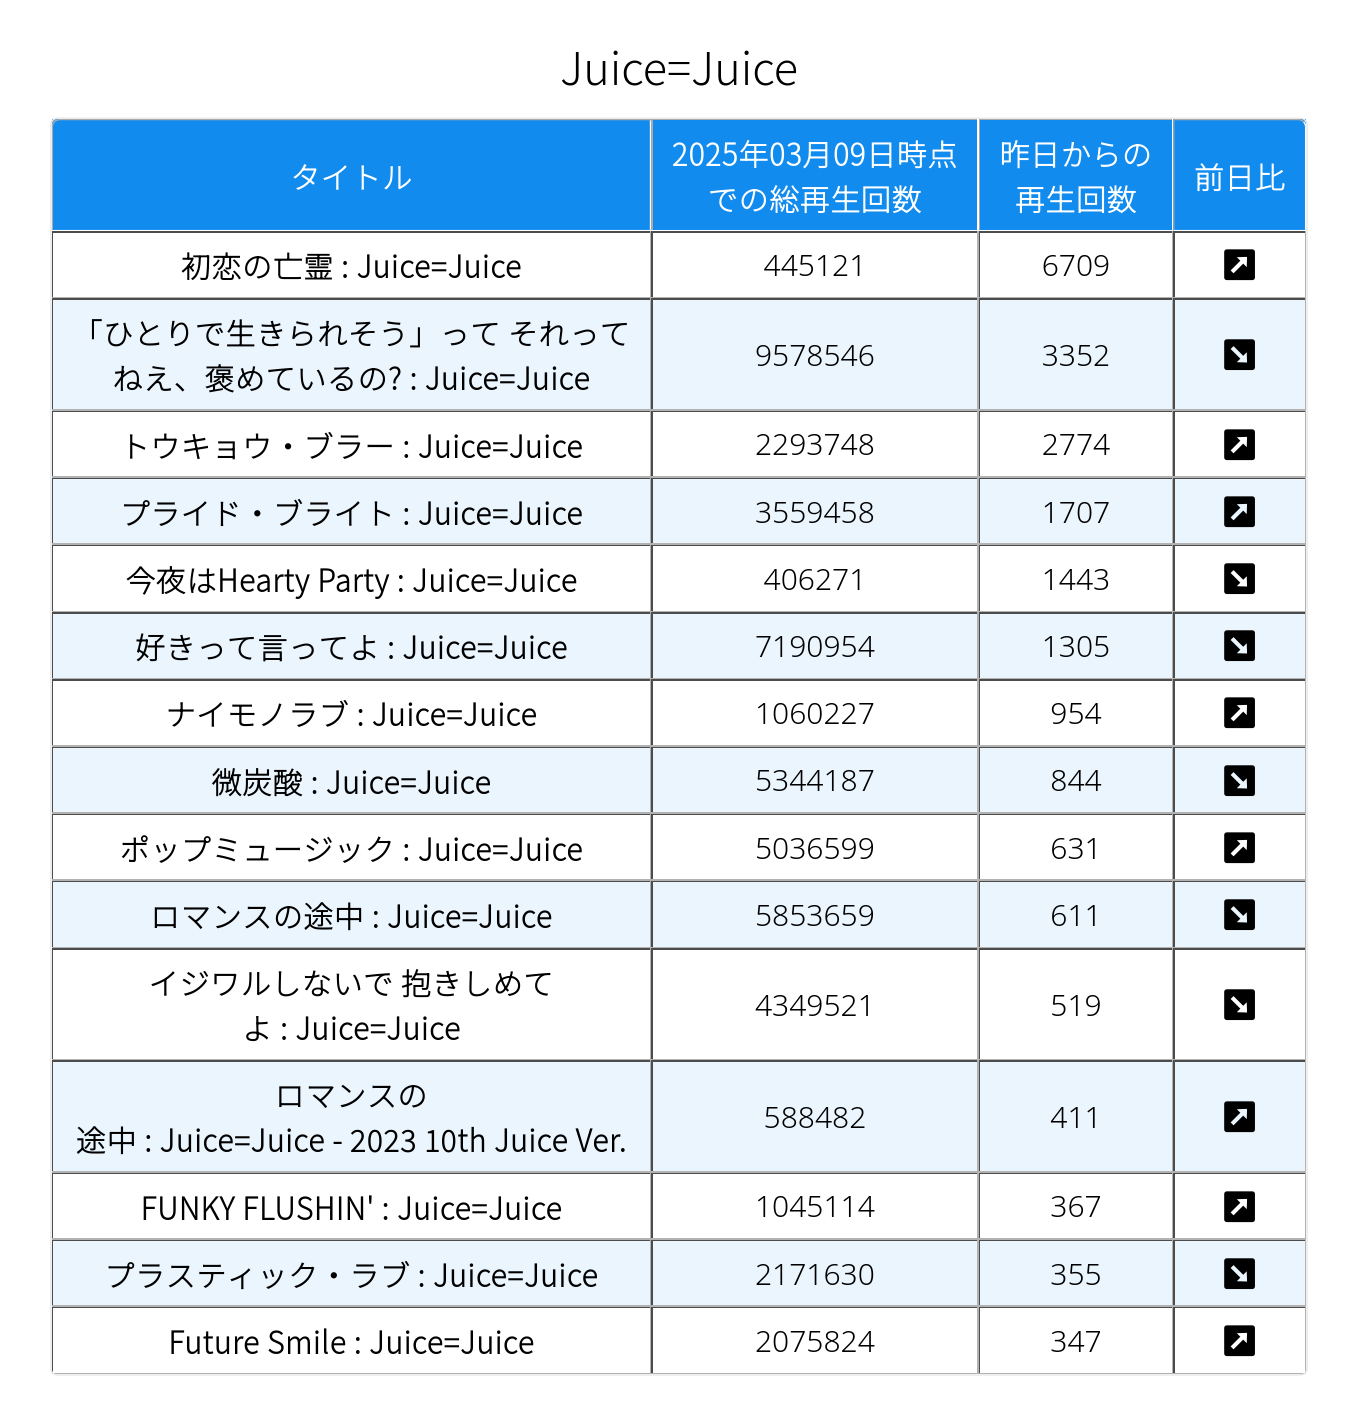 Juice=Juice
タイトル
2025年03月09日時点
での総再生回数
昨日からの
再生回数
前日比
初恋の亡霊 : Juice=Juice
445121
6709
「ひとりで生きられそう」って それって
ねえ、褒めているの? : Juice=Juice
9578546
3352
トウキョウ・ブラー : Juice=Juice
2293748
2774
プライド・ブライト : Juice=Juice
3559458
1707
今夜はHearty Party : Juice=Juice
406271
1443
好きって言ってよ : Juice=Juice
7190954
1305
ナイモノラブ : Juice=Juice
1060227
954
微炭酸 : Juice=Juice
5344187
844
ポップミュージック : Juice=Juice
5036599
631
ロマンスの途中 : Juice=Juice
5853659
611
イジワルしないで 抱きしめて
よ : Juice=Juice
4349521
519
ロマンスの
途中 : Juice=Juice - 2023 10th Juice Ver.
588482
411
FUNKY FLUSHIN' : Juice=Juice
1045114
367
プラスティック・ラブ : Juice=Juice
2171630
355
Future Smile : Juice=Juice
2075824
347